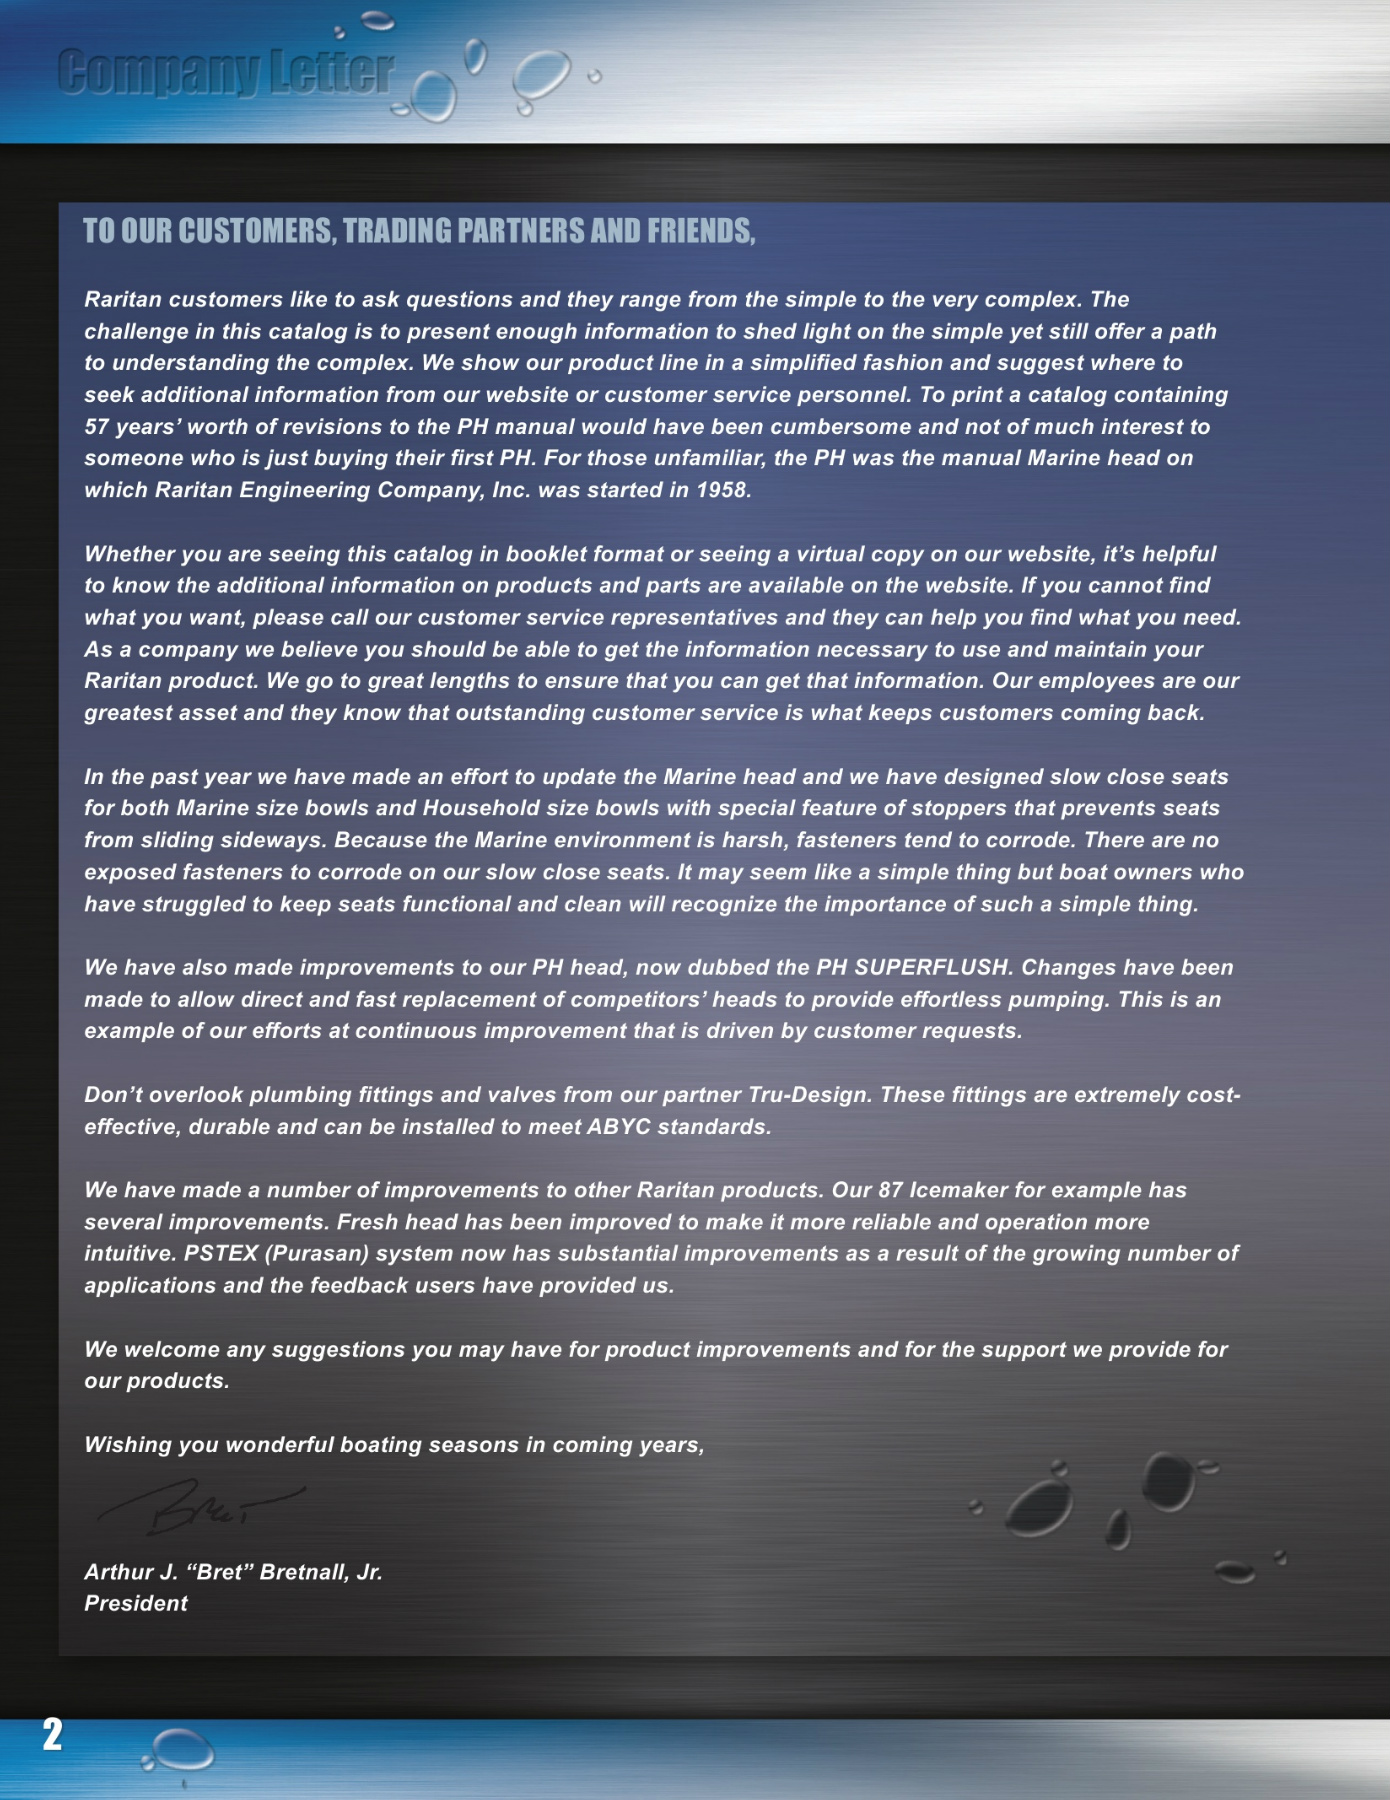 Company Letter
TO OUR CUSTOMERS, TRADING PARTNERS AND FRIENDS,
Raritan customers like to ask questions and they range from the simple to the very complex. The
challenge in this catalog is to present enough information to shed light on the simple yet still offer a path
to understanding the complex. We show our product line in a simplified fashion and suggest where to
seek additional information from our website or customer service personnel. To print a catalog containing
57 years’ worth of revisions to the PH manual would have been cumbersome and not of much interest to
someone who is just buying their first PH. For those unfamiliar, the PH was the manual Marine head on
which Raritan Engineering Company, Inc. was started in 1958.
Whether you are seeing this catalog in booklet format or seeing a virtual copy on our website, it’s helpful
to know the additional information on products and parts are available on the website. If you cannot find
what you want, please call our customer service representatives and they can help you find what you need.
As a company we believe you should be able to get the information necessary to use and maintain your
Raritan product. We go to great lengths to ensure that you can get that information. Our employees are our
greatest asset and they know that outstanding customer service is what keeps customers coming back.
In the past year we have made an effort to update the Marine head and we have designed slow close seats
for both Marine size bowls and Household size bowls with special feature of stoppers that prevents seats
from sliding sideways. Because the Marine environment is harsh, fasteners tend to corrode. There are no
exposed fasteners to corrode on our slow close seats. It may seem like a simple thing but boat owners who
have struggled to keep seats functional and clean will recognize the importance of such a simple thing.
We have also made improvements to our PH head, now dubbed the PH SUPERFLUSH. Changes have been
made to allow direct and fast replacement of competitors’ heads to provide effortless pumping. This is an
example of our efforts at continuous improvement that is driven by customer requests.
Don’t overlook plumbing fittings and valves from our partner Tru-Design. These fittings are extremely cost-
effective, durable and can be installed to meet ABYC standards.
We have made a number of improvements to other Raritan products. Our 87 Icemaker for example has
several improvements. Fresh head has been improved to make it more reliable and operation more
intuitive. PSTEX (Purasan) system now has substantial improvements as a result of the growing number of
applications and the feedback users have provided us.
We welcome any suggestions you may have for product improvements and for the support we provide for
our products.
Wishing you wonderful boating seasons in coming years,
Bret
Arthur J. “Bret” Bretnall, Jr.
President
2